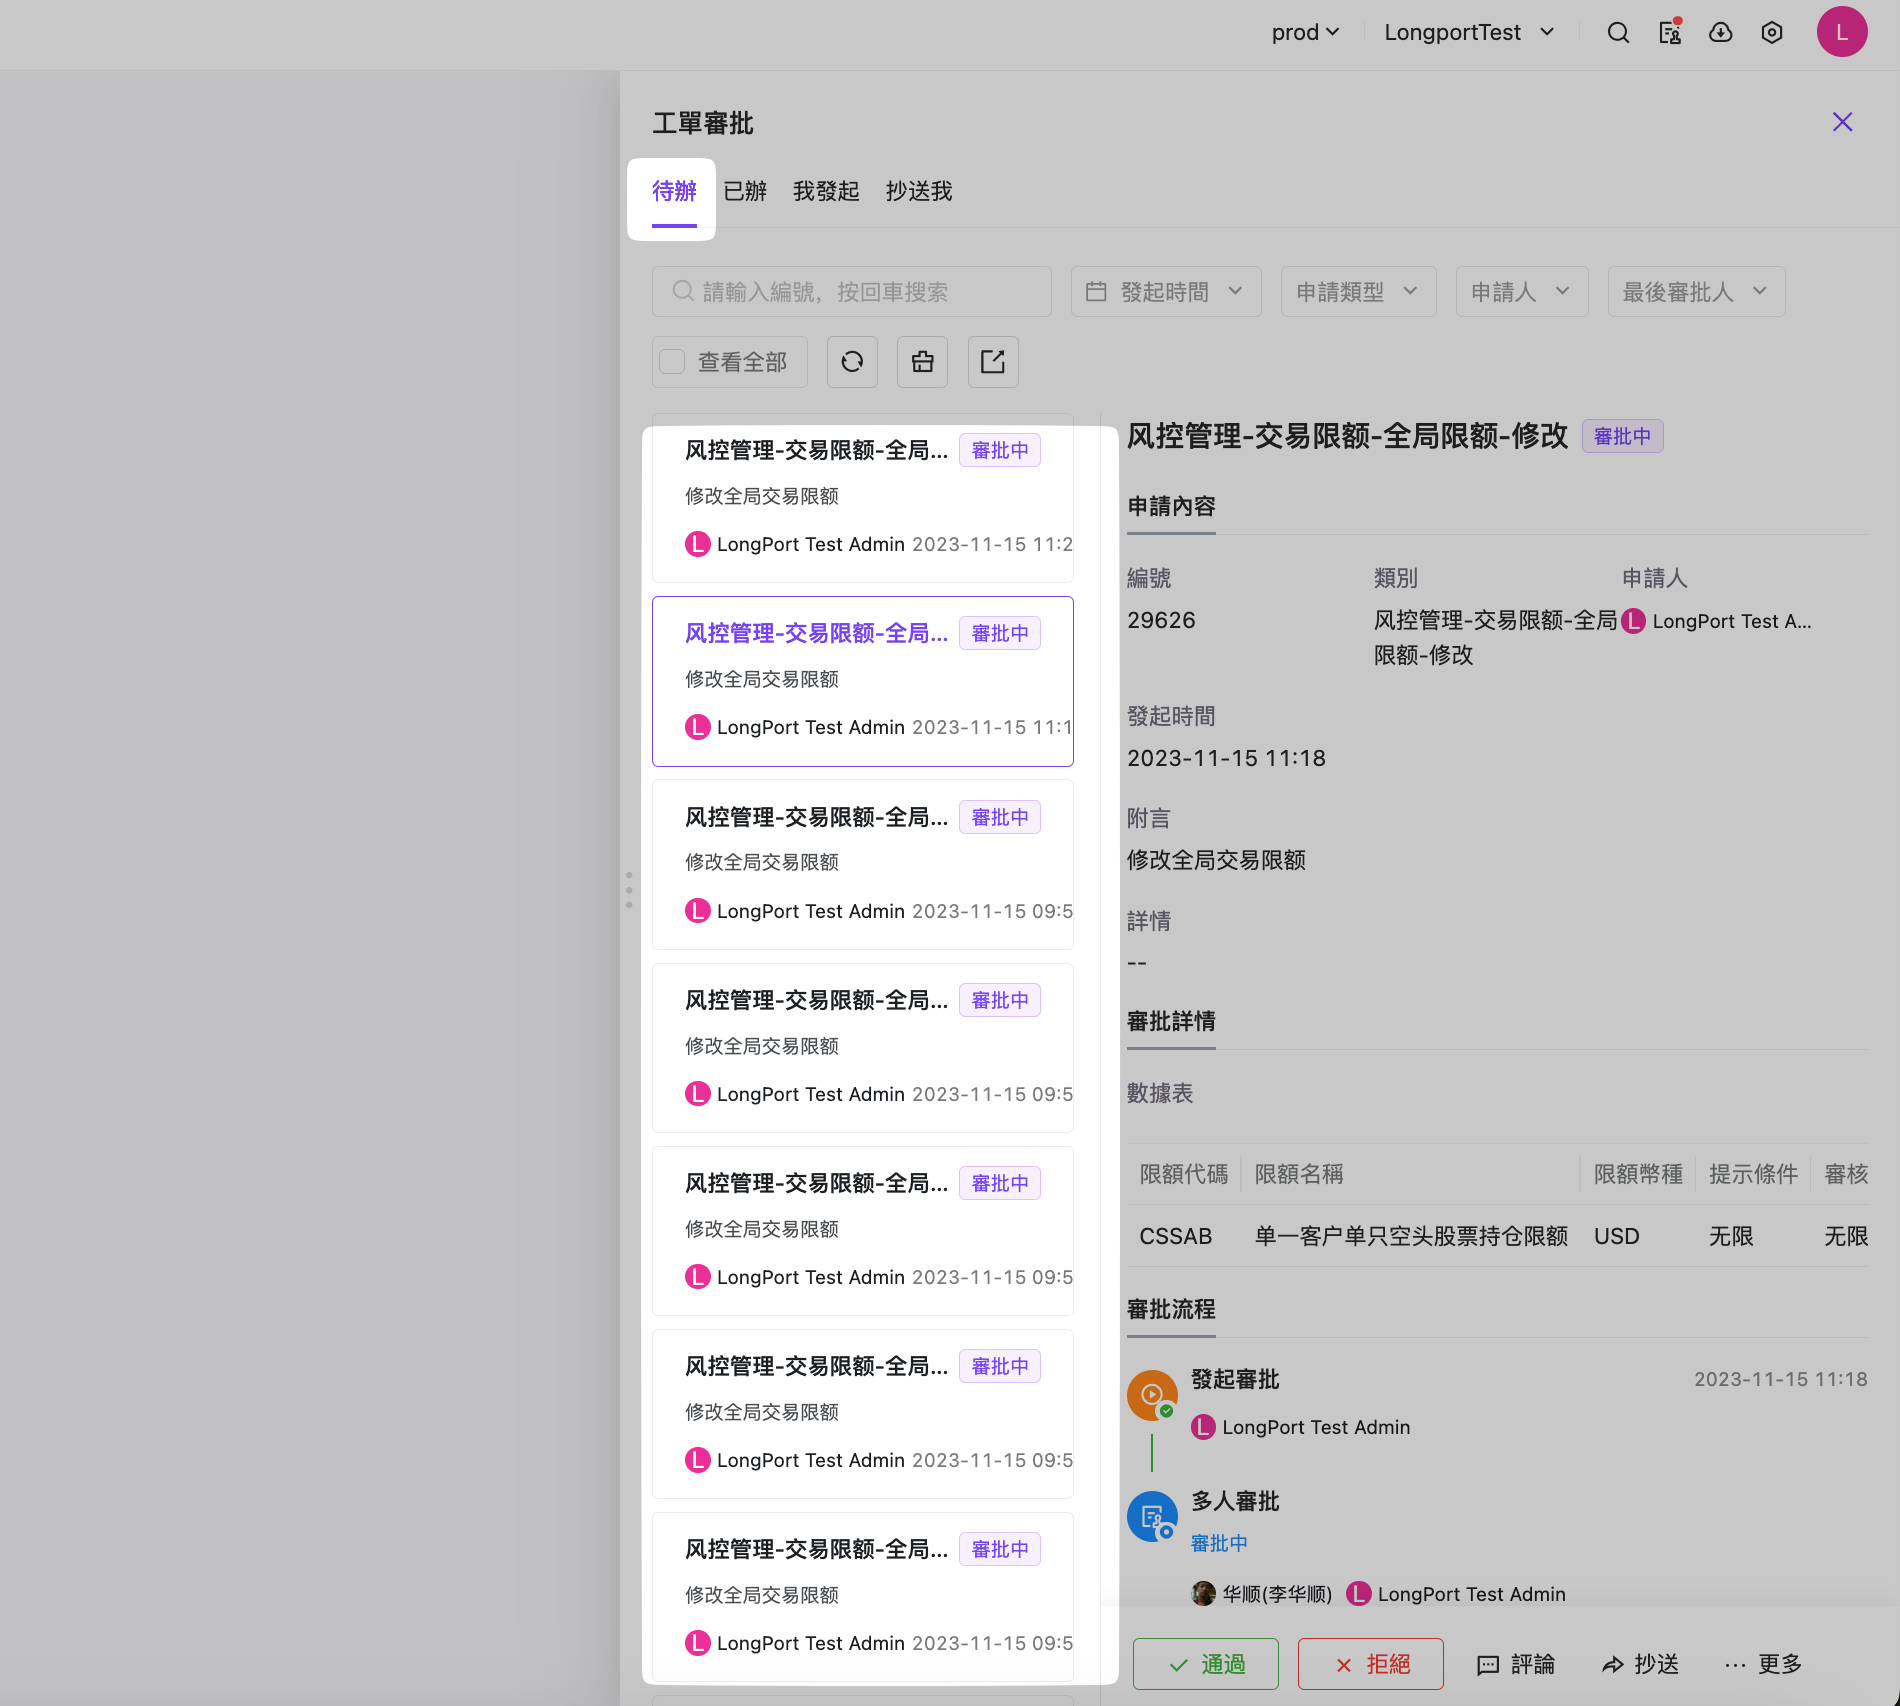 prod
LongportTest
L
工單審批
待辦
已辦
我發起
抄送我
請輸入編號，按回車搜索
發起時間
申請類型
申請人
最後審批人
查看全部
风控管理-交易限额-全局...
審批中
修改全局交易限额
L LongPort Test Admin 2023-11-15 11:2
风控管理-交易限额-全局...
審批中
修改全局交易限额
L LongPort Test Admin 2023-11-15 11:1
风控管理-交易限额-全局...
審批中
修改全局交易限额
L LongPort Test Admin 2023-11-15 09:5
风控管理-交易限额-全局...
審批中
修改全局交易限额
L LongPort Test Admin 2023-11-15 09:5
风控管理-交易限额-全局...
審批中
修改全局交易限额
L LongPort Test Admin 2023-11-15 09:5
风控管理-交易限额-全局...
審批中
修改全局交易限额
L LongPort Test Admin 2023-11-15 09:5
风控管理-交易限额-全局...
審批中
修改全局交易限额
L LongPort Test Admin 2023-11-15 09:5
风控管理-交易限额-全局限额-修改
審批中
申請內容
編號
類別
申請人
29626
风控管理-交易限额-全局
限额-修改
L LongPort Test A...
發起時間
2023-11-15 11:18
附言
修改全局交易限额
詳情
--
審批詳情
數據表
限額代碼
限額名稱
限額幣種
提示條件
審核
CSSAB
单一客户单只空头股票持仓限额
USD
无限
无限
審批流程
發起審批
2023-11-15 11:18
L LongPort Test Admin
多人審批
審批中
华顺(李华顺)
L LongPort Test Admin
通過
拒絕
評論
抄送
更多